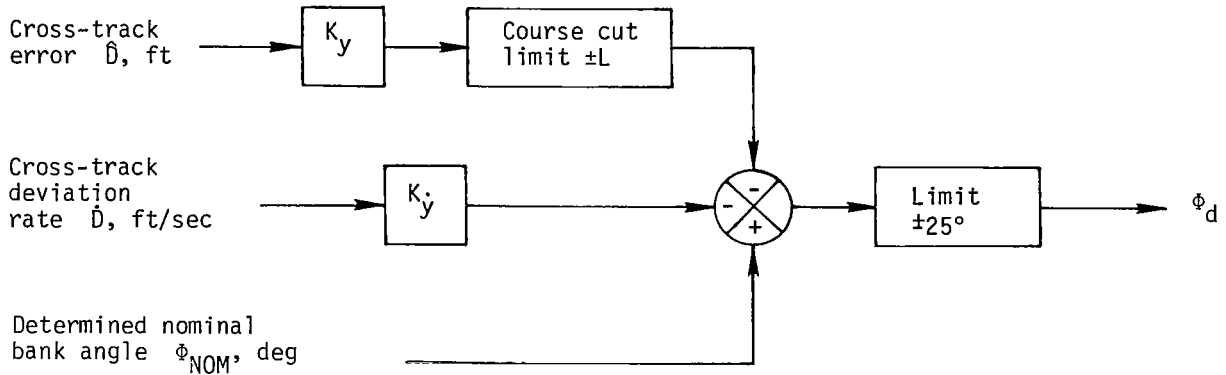 Cross-track
error D̂, ft
K_y
Course cut
limit ±L
Cross-track
deviation
rate Ḋ, ft/sec
K_ẏ
-
-
+
Limit
±25°
Φ_d
Determined nominal
bank angle Φ_NOM, deg